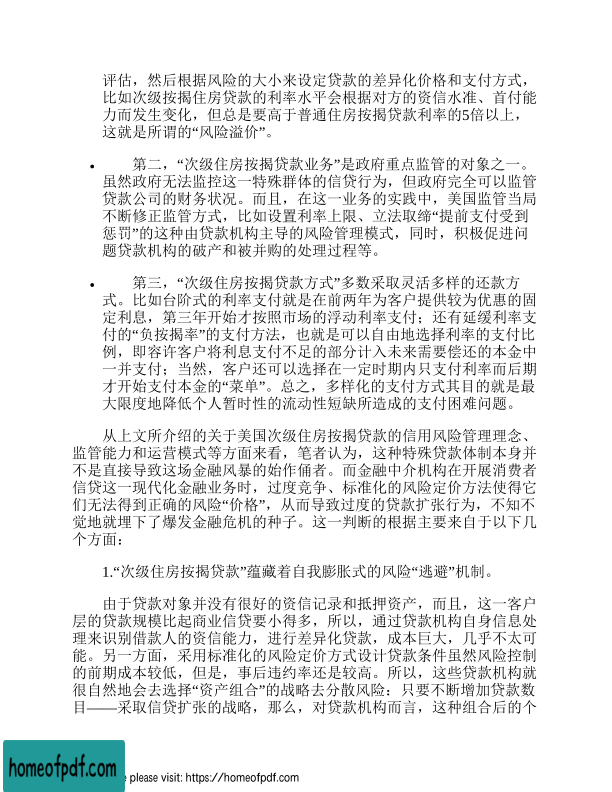 评估，然后根据风险的大小来设定贷款的差异化价格和支付方式，
比如次级按揭住房贷款的利率水平会根据对方的资信水准、首付能
力而发生变化，但总是要高于普通住房按揭贷款利率的5倍以上，
这就是所谓的“风险溢价”。
• 第二，“次级住房按揭贷款业务”是政府重点监管的对象之一。
虽然政府无法监控这一特殊群体的信贷行为，但政府完全可以监管
贷款公司的财务状况。而且，在这一业务的实践中，美国监管当局
不断修正监管方式，比如设置利率上限、立法取缔“提前支付受到
惩罚”的这种由贷款机构主导的风险管理模式，同时，积极促进问
题贷款机构的破产和被并购的处理过程等。
• 第三，“次级住房按揭贷款方式”多数采取灵活多样的还款方
式。比如台阶式的利率支付就是在前两年为客户提供较为优惠的固
定利息，第三年开始才按照市场的浮动利率支付；还有延缓利率支
付的“负按揭率”的支付方法，也就是可以自由地选择利率的支付比
例，即容许客户将利息支付不足的部分计入未来需要偿还的本金中
一并支付；当然，客户还可以选择在一定时期内只支付利率而后期
才开始支付本金的“菜单”。总之，多样化的支付方式其目的就是最
大限度地降低个人暂时性的流动性短缺所造成的支付困难问题。
从上文所介绍的关于美国次级住房按揭贷款的信用风险管理理念、
监管能力和运营模式等方面来看，笔者认为，这种特殊贷款体制本身并
不是直接导致这场金融风暴的始作俑者。而金融中介机构在开展消费者
信贷这一现代化金融业务时，过度竞争、标准化的风险定价方法使得它
们无法得到正确的风险“价格”，从而导致过度的贷款扩张行为，不知不
觉地就埋下了爆发金融危机的种子。这一判断的根据主要来自于以下几
个方面：
1.“次级住房按揭贷款”蕴藏着自我膨胀式的风险“逃避”机制。
由于贷款对象并没有很好的资信记录和抵押资产，而且，这一客户
层的贷款规模比起商业信贷要小得多，所以，通过贷款机构自身信息处
理来识别借款人的资信能力，进行差异化贷款，成本巨大，几乎不太可
能。另一方面，采用标准化的风险定价方式设计贷款条件虽然风险控制
的前期成本较低，但是，事后违约率还是较高。所以，这些贷款机构就
很自然地会去选择“资产组合”的战略去分散风险：只要不断增加贷款数
目——采取信贷扩张的战略，那么，对贷款机构而言，这种组合后的个
homeofpdf.com
please visit: https://homeofpdf.com